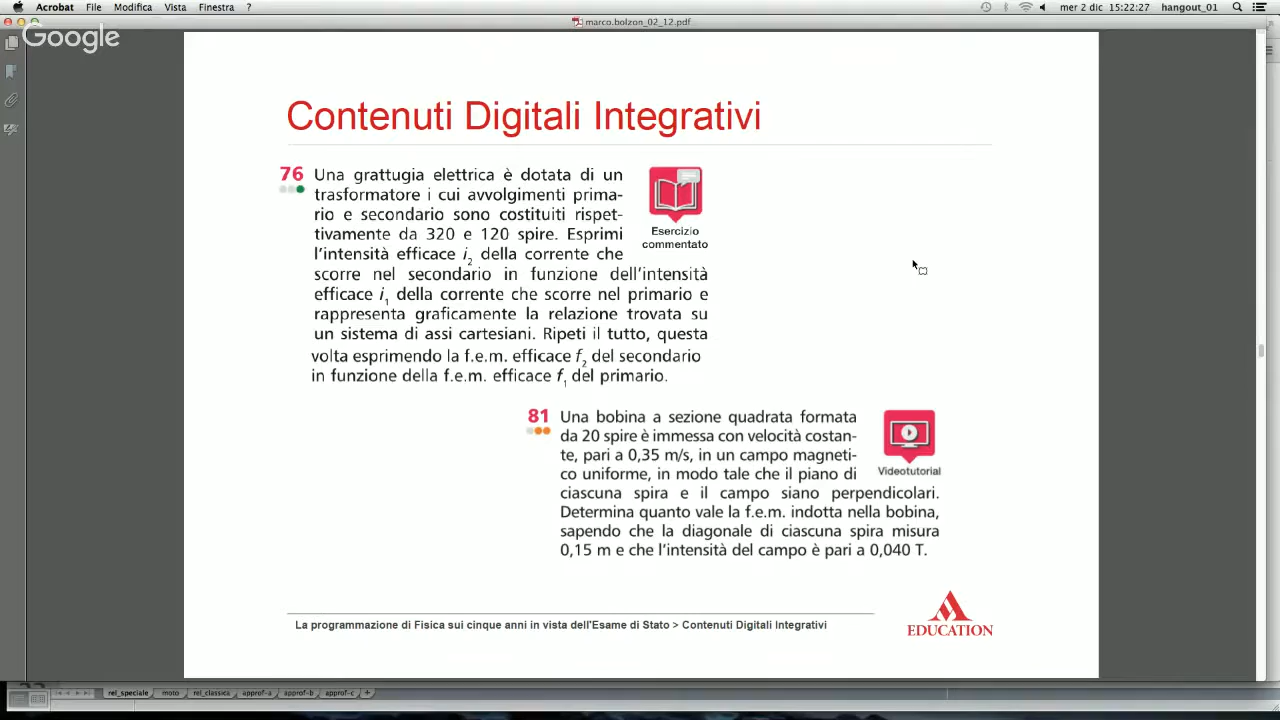 Acrobat File Modifica Vista Finestra ? mer 2 dic 15:22:27 hangout_01
marco.bolzon_02_12.pdf
Google
Contenuti Digitali Integrativi
76 Una grattugia elettrica è dotata di un
trasformatore i cui avvolgimenti prima-
rio e secondario sono costituiti rispet-
tivamente da 320 e 120 spire. Esprimi
l'intensità efficace i2 della corrente che
scorre nel secondario in funzione dell'intensità
efficace i1 della corrente che scorre nel primario e
rappresenta graficamente la relazione trovata su
un sistema di assi cartesiani. Ripeti il tutto, questa
volta esprimendo la f.e.m. efficace f2 del secondario
in funzione della f.e.m. efficace f1 del primario.
Esercizio
commentato
81 Una bobina a sezione quadrata formata
da 20 spire è immessa con velocità costan-
te, pari a 0,35 m/s, in un campo magneti-
co uniforme, in modo tale che il piano di
ciascuna spira e il campo siano perpendicolari.
Determina quanto vale la f.e.m. indotta nella bobina,
sapendo che la diagonale di ciascuna spira misura
0,15 m e che l'intensità del campo è pari a 0,040 T.
Videotutorial
La programmazione di Fisica sui cinque anni in vista dell'Esame di Stato > Contenuti Digitali Integrativi
EDUCATION
rel_speciale moto rel_classica approf-a approf-b approf-c +